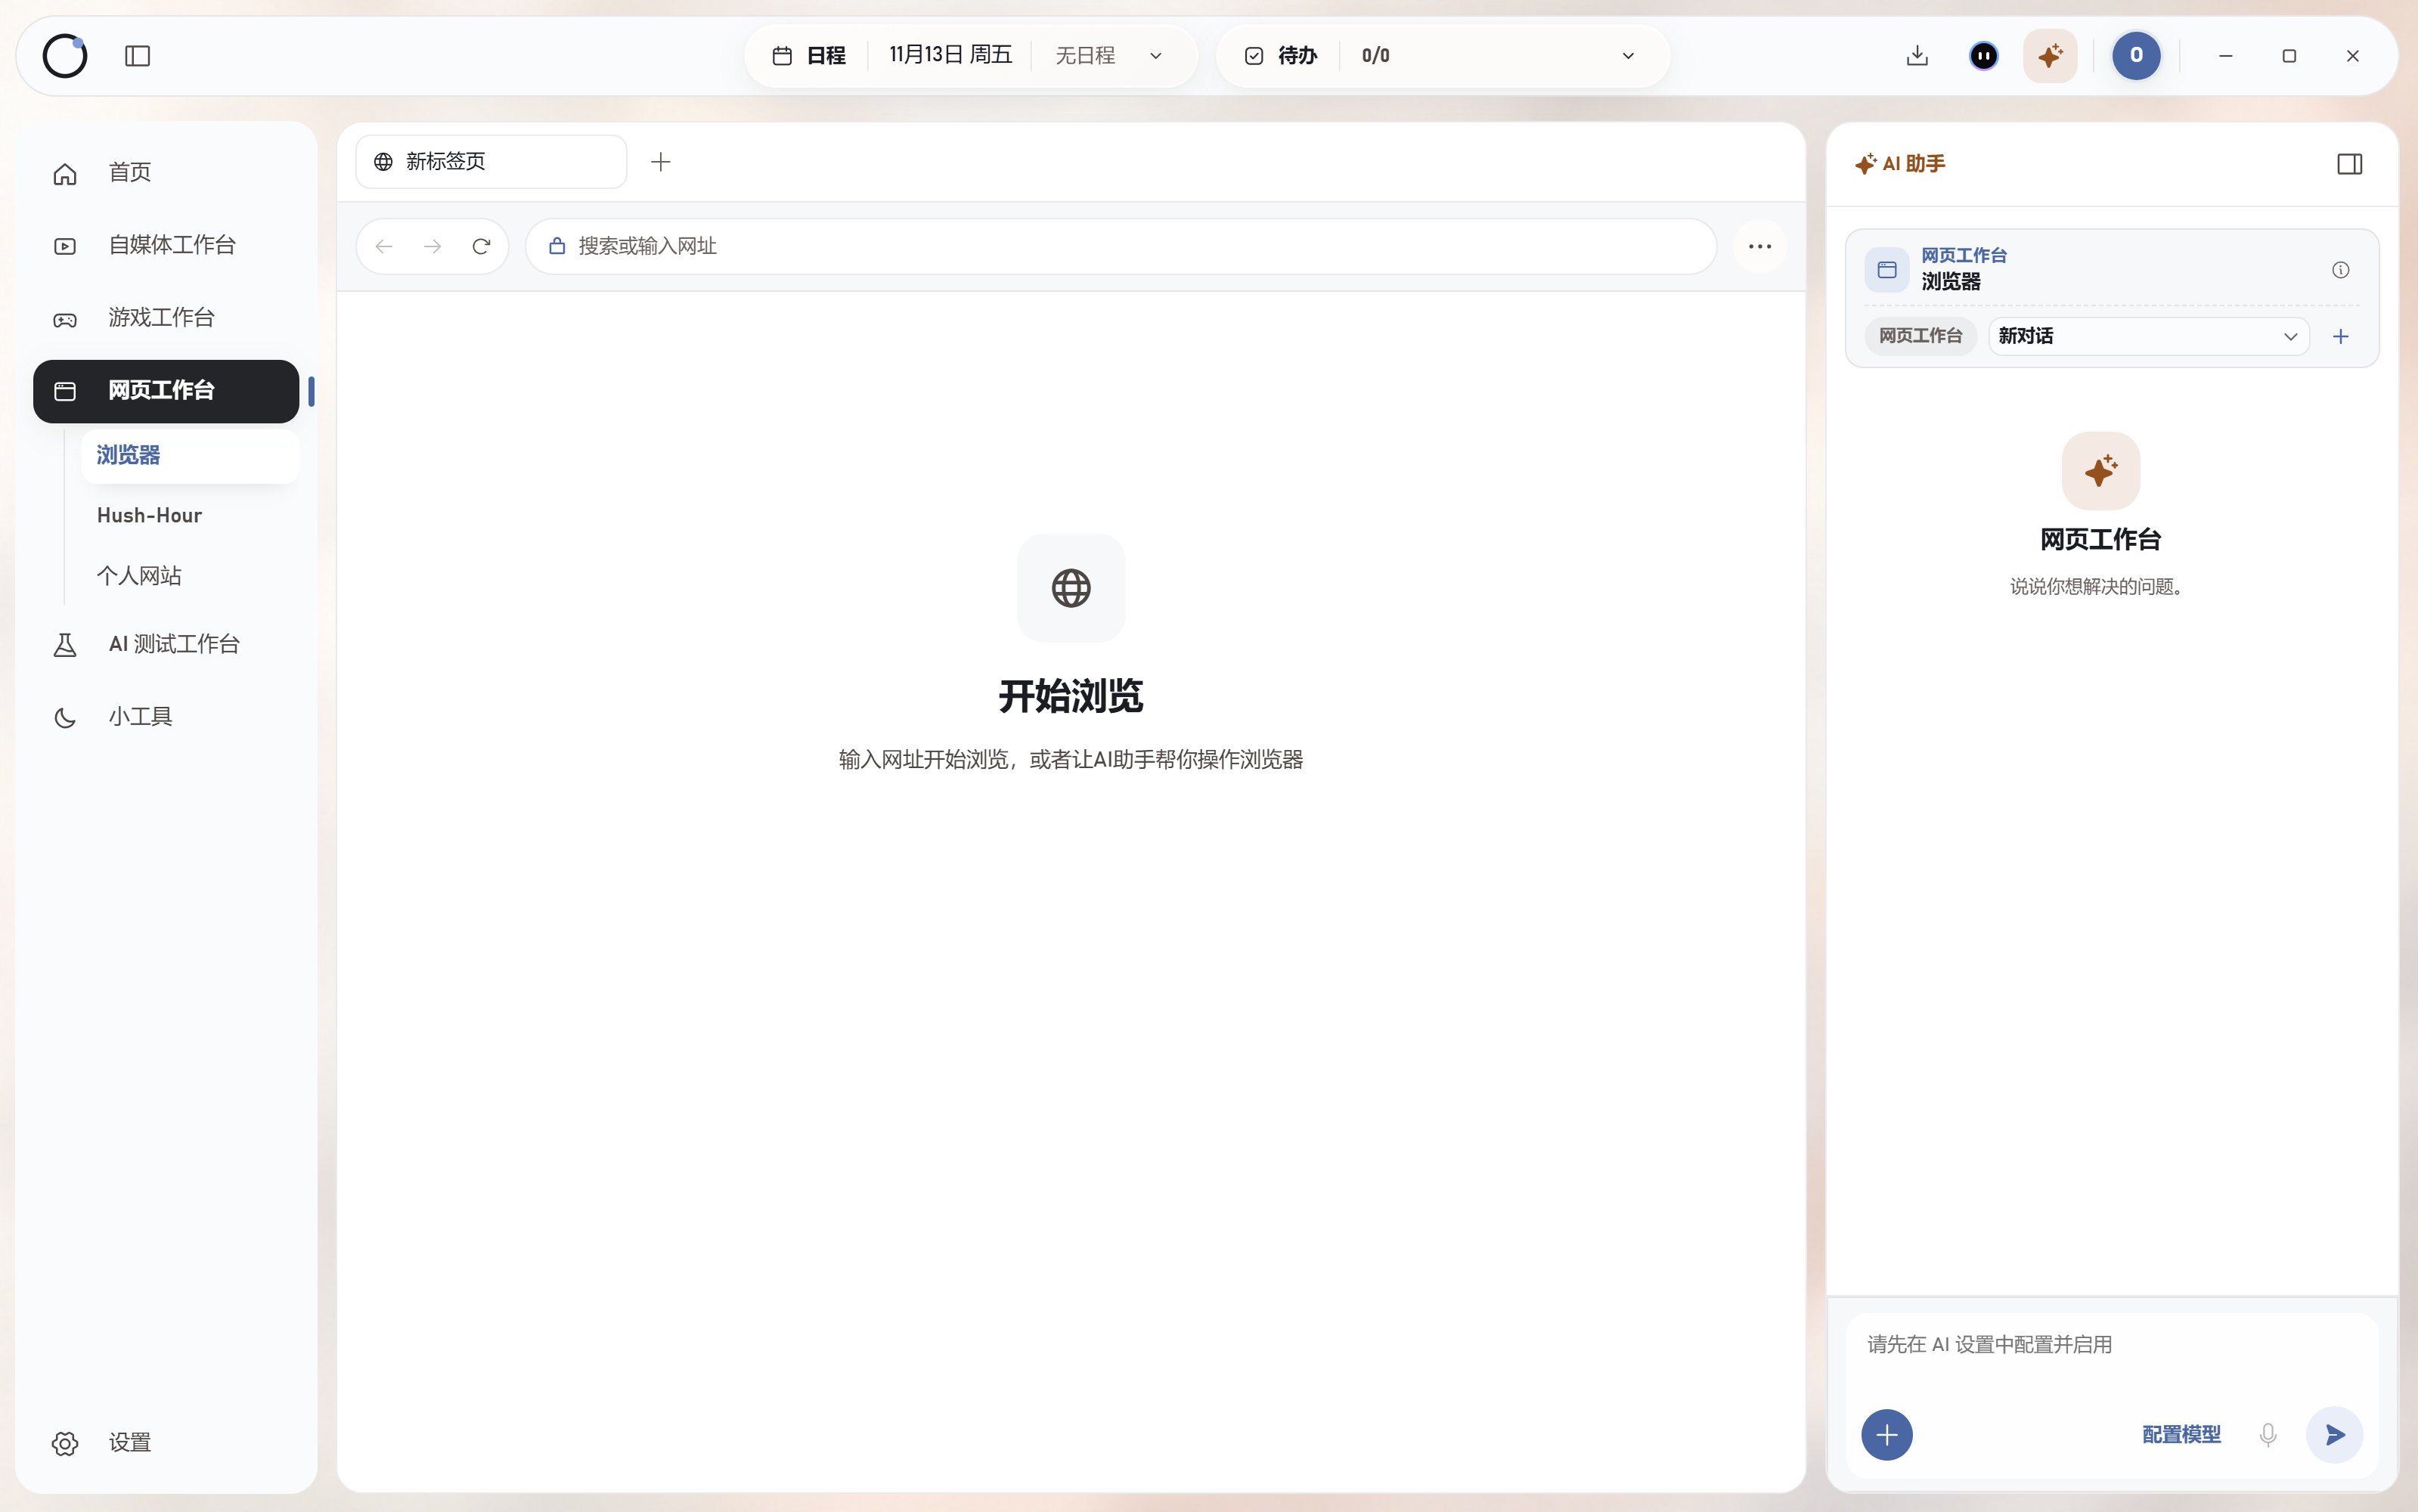 日程 11月13日 周五 无日程 待办 0/0 0
首页
自媒体工作台
游戏工作台
网页工作台
浏览器
Hush-Hour
个人网站
AI 测试工作台
小工具
设置
新标签页
搜索或输入网址
开始浏览
输入网址开始浏览，或者让AI助手帮你操作浏览器
AI 助手
网页工作台
浏览器
网页工作台 新对话
网页工作台
说说你想解决的问题。
请先在 AI 设置中配置并启用
配置模型